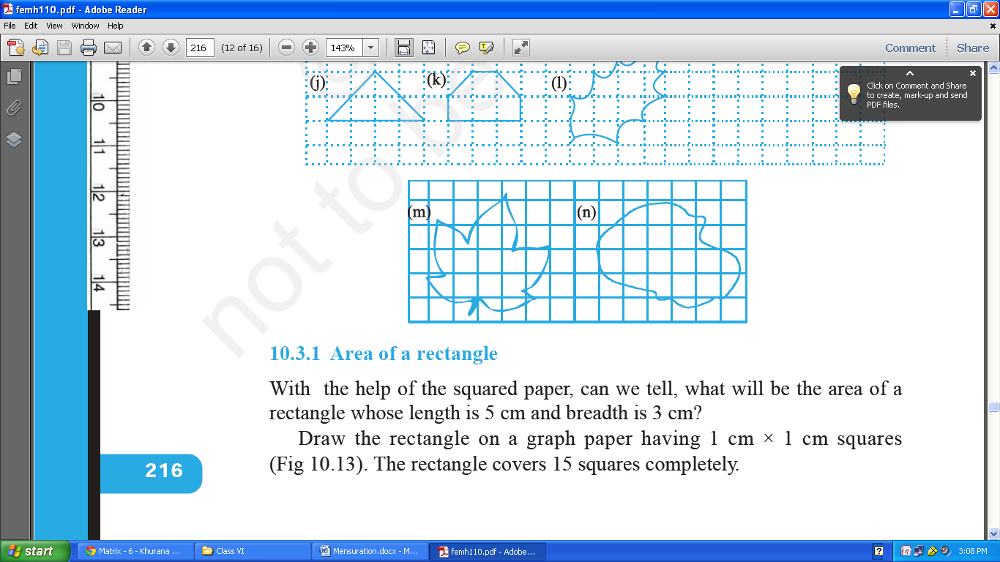 femh110.pdf - Adobe Reader
File Edit View Window Help
216 (12 of 16) 143% Comment Share
Click on Comment and Share
to create, mark-up and send
PDF files.
(j) (k) (l)
10
11
12
13
14
not to be
(m) (n)
10.3.1 Area of a rectangle
With the help of the squared paper, can we tell, what will be the area of a
rectangle whose length is 5 cm and breadth is 3 cm?
Draw the rectangle on a graph paper having 1 cm × 1 cm squares
(Fig 10.13). The rectangle covers 15 squares completely.
216
start Matrix - 6 - Khurana ... Class VI Mensuration.docx - M... femh110.pdf - Adobe... 3:08 PM